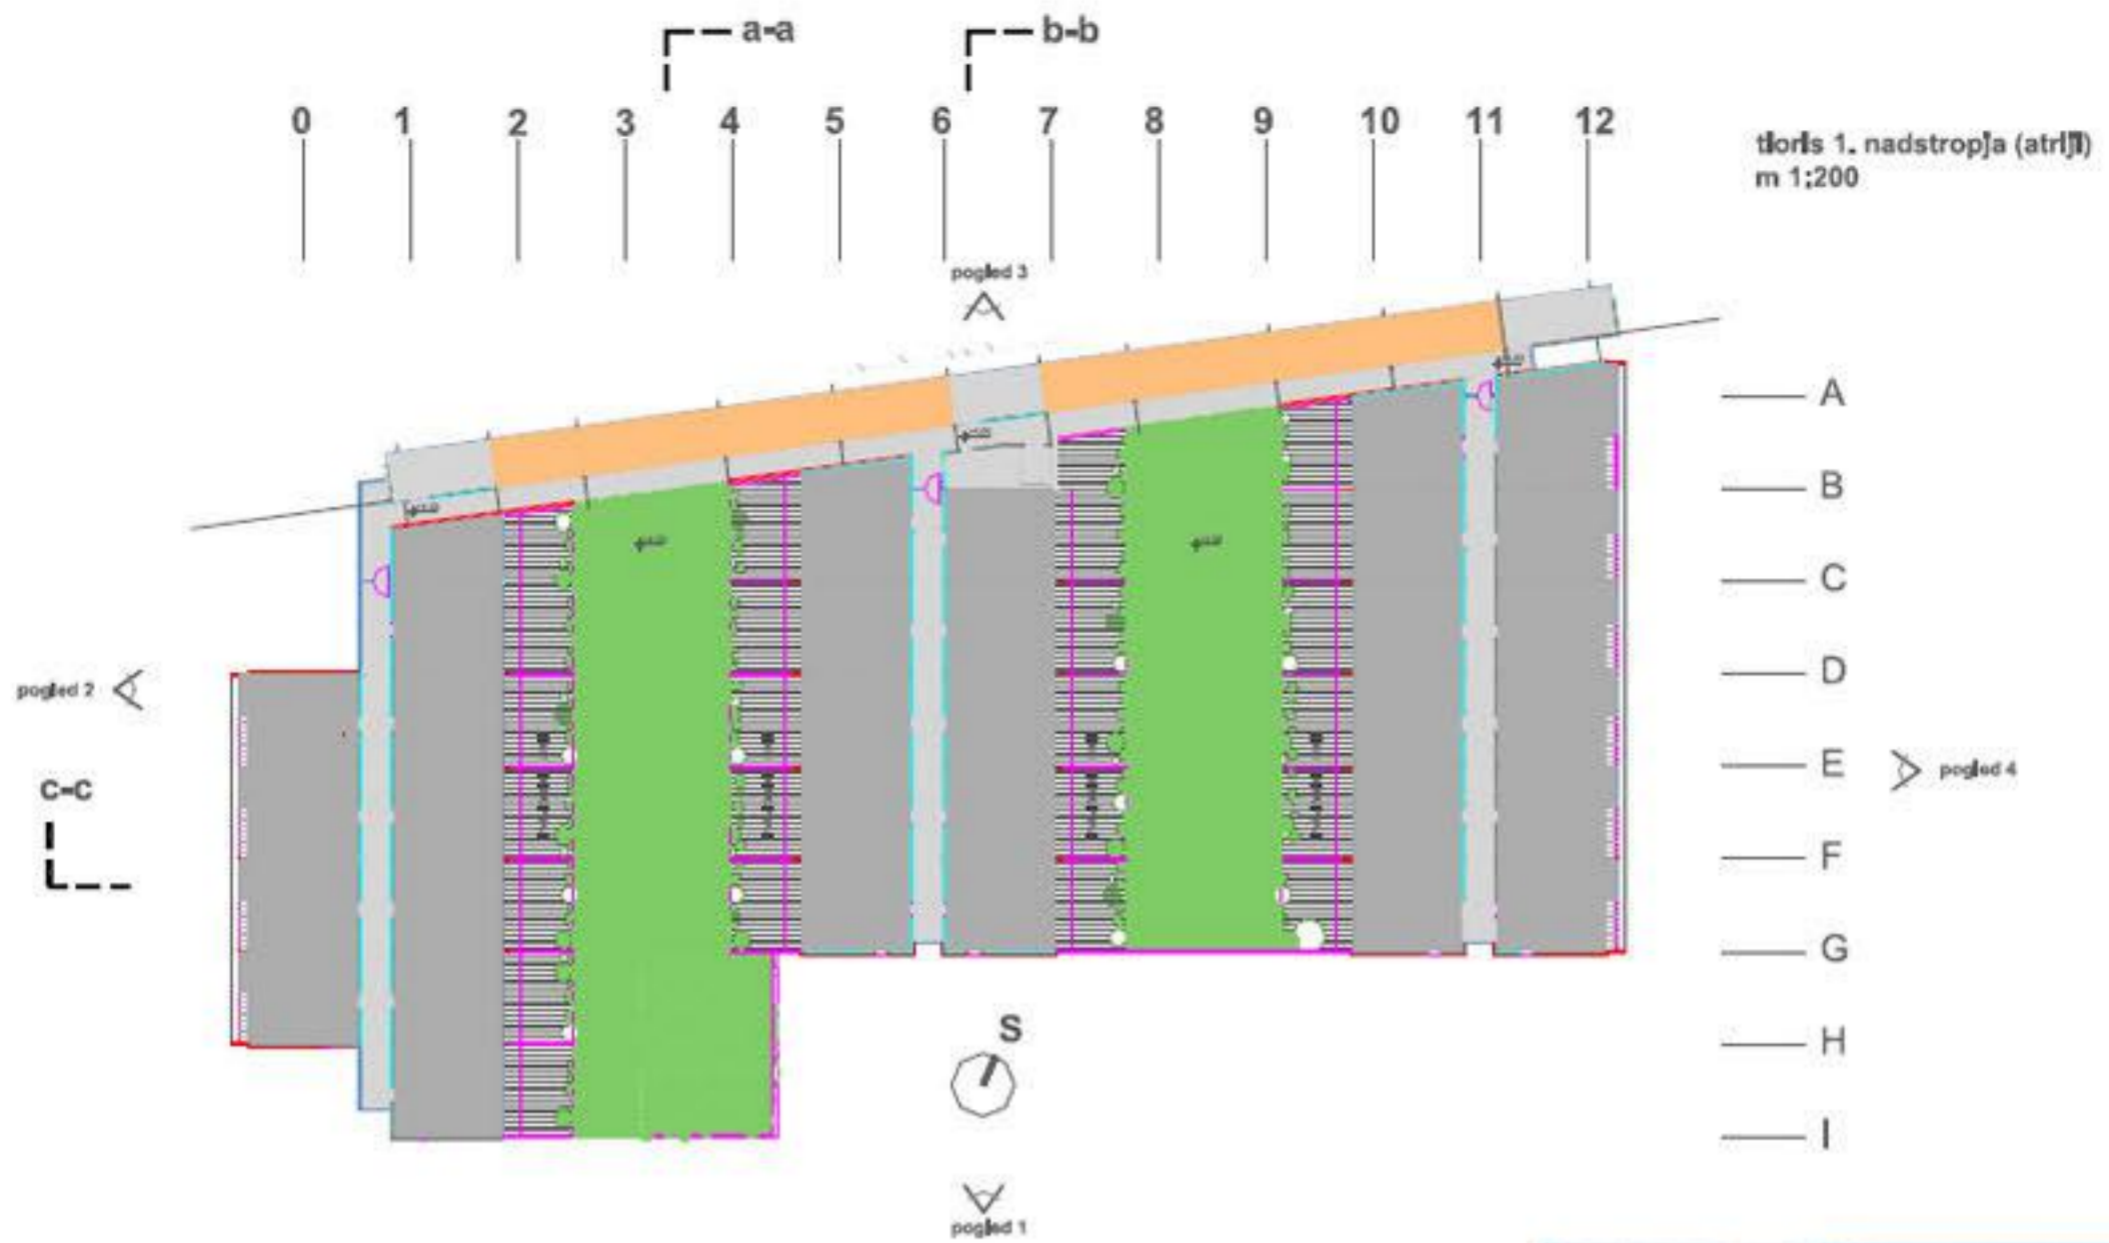 a-a
b-b
0 1 2 3 4 5 6 7 8 9 10 11 12
tloris 1. nadstropja (atriji)
m 1:200
pogled 3
A
B
C
D
pogled 2
E
pogled 4
c-c
F
G
S
H
I
pogled 1